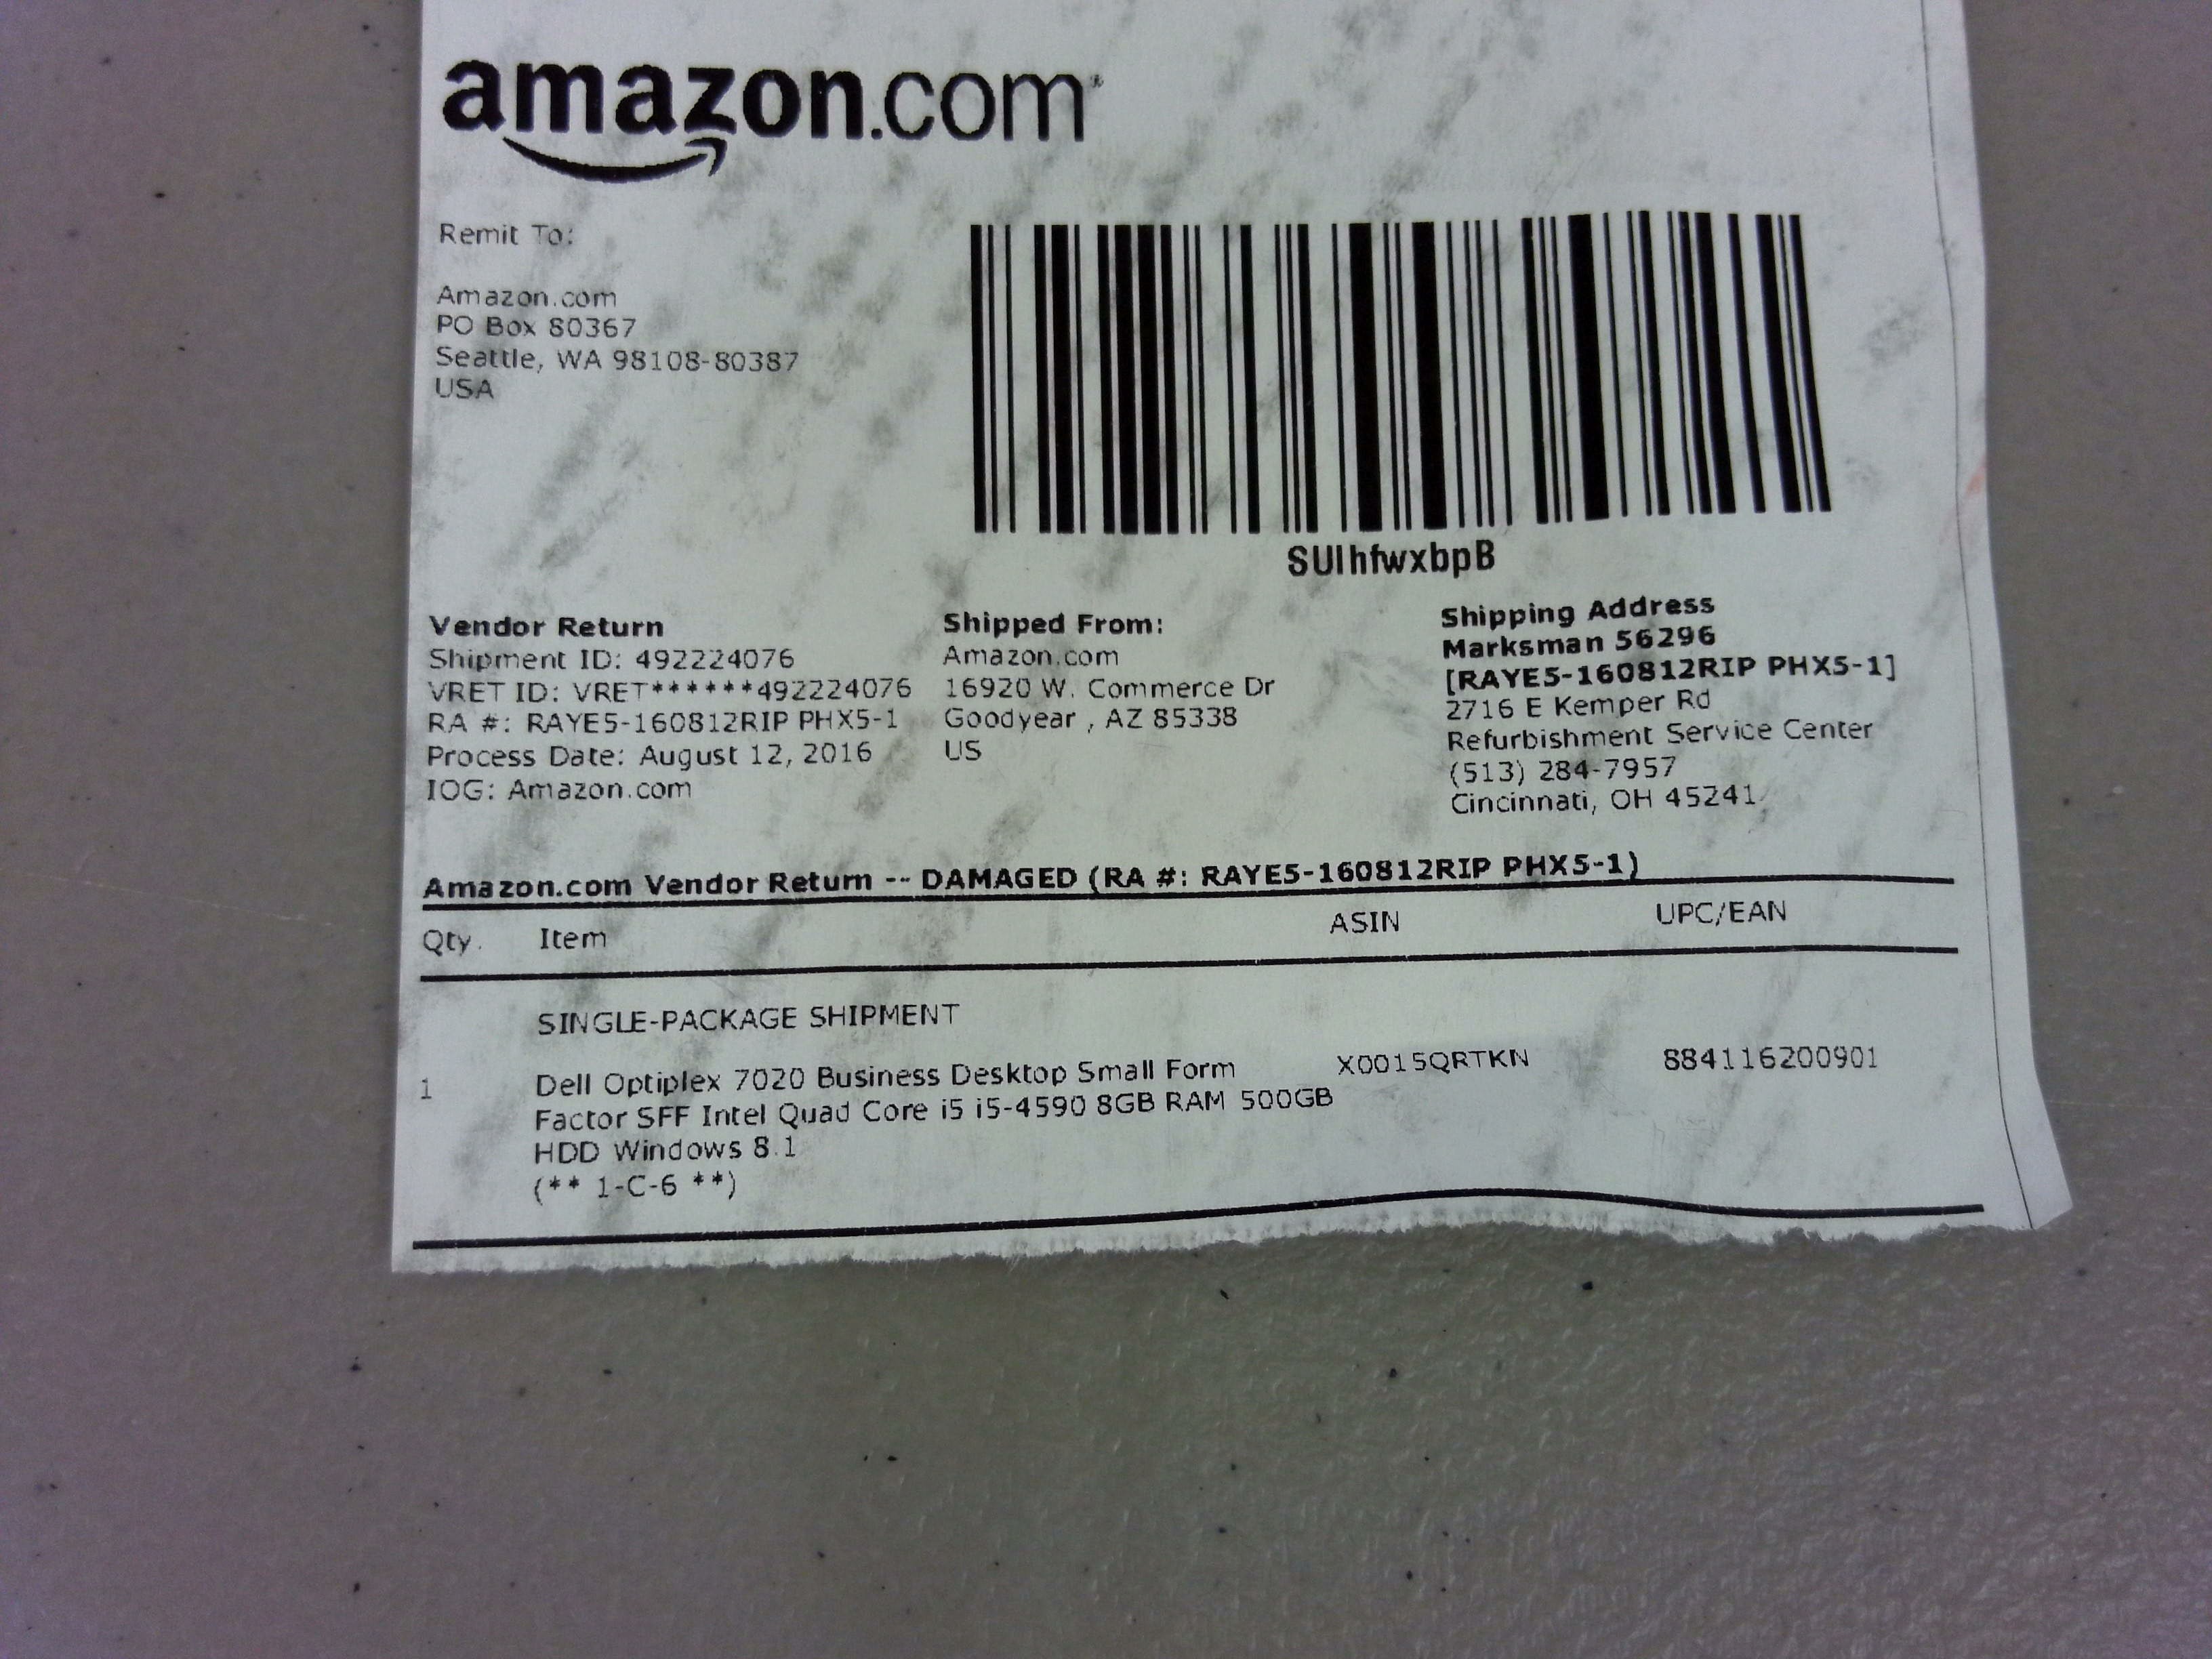 amazon.com
Remit To:
Amazon.com
PO Box 80367
Seattle, WA 98108-80387
USA
SUIhfwxbpB
Vendor Return
Shipment ID: 492224076
VRET ID: VRET******492224076
RA #: RAYE5-160812RIP PHX5-1
Process Date: August 12, 2016
IOG: Amazon.com
Shipped From:
Amazon.com
16920 W. Commerce Dr
Goodyear , AZ 85338
US
Shipping Address
Marksman 56296
[RAYE5-160812RIP PHX5-1]
2716 E Kemper Rd
Refurbishment Service Center
(513) 284-7957
Cincinnati, OH 45241
Amazon.com Vendor Return -- DAMAGED (RA #: RAYE5-160812RIP PHX5-1)
Qty. Item ASIN UPC/EAN
SINGLE-PACKAGE SHIPMENT
1 Dell Optiplex 7020 Business Desktop Small Form X0015QRTKN 884116200901
Factor SFF Intel Quad Core i5 i5-4590 8GB RAM 500GB
HDD Windows 8.1
(** 1-C-6 **)